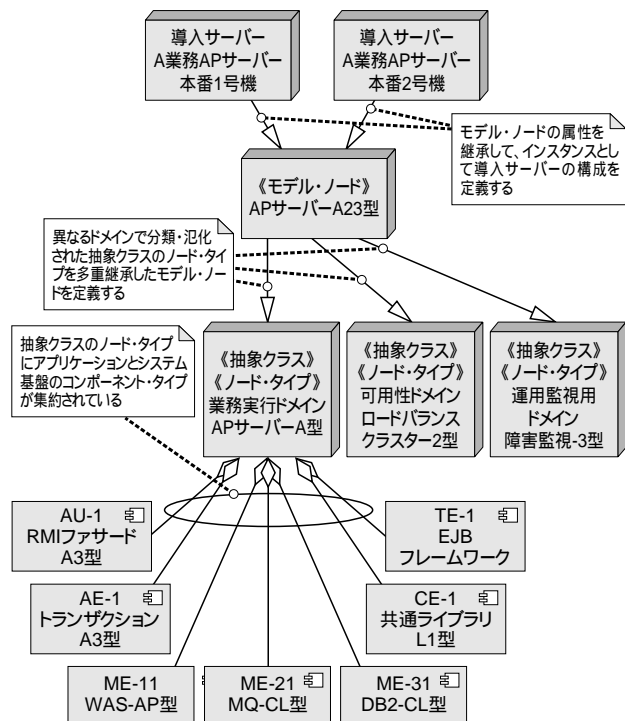 導入サーバー
A業務APサーバー
本番1号機
導入サーバー
A業務APサーバー
本番2号機
モデル・ノードの属性を
継承して、インスタンスとし
て導入サーバーの構成を
定義する
《モデル・ノード》
APサーバーA23型
異なるドメインで分類・氾化
された抽象クラスのノード・タイ
プを多重継承したモデル・ノー
ドを定義する
抽象クラスのノード・タイプ
にアプリケーションとシステム
基盤のコンポーネント・タイプ
が集約されている
《抽象クラス》
《ノード・タイプ》
業務実行ドメイン
APサーバーA型
《抽象クラス》
《ノード・タイプ》
可用性ドメイン
ロードバランス
クラスター2型
《抽象クラス》
《ノード・タイプ》
運用監視用
ドメイン
障害監視-3型
AU-1
RMIファサード
A3型
TE-1
EJB
フレームワーク
AE-1
トランザクション
A3型
CE-1
共通ライブラリ
L1型
ME-11
WAS-AP型
ME-21
MQ-CL型
ME-31
DB2-CL型